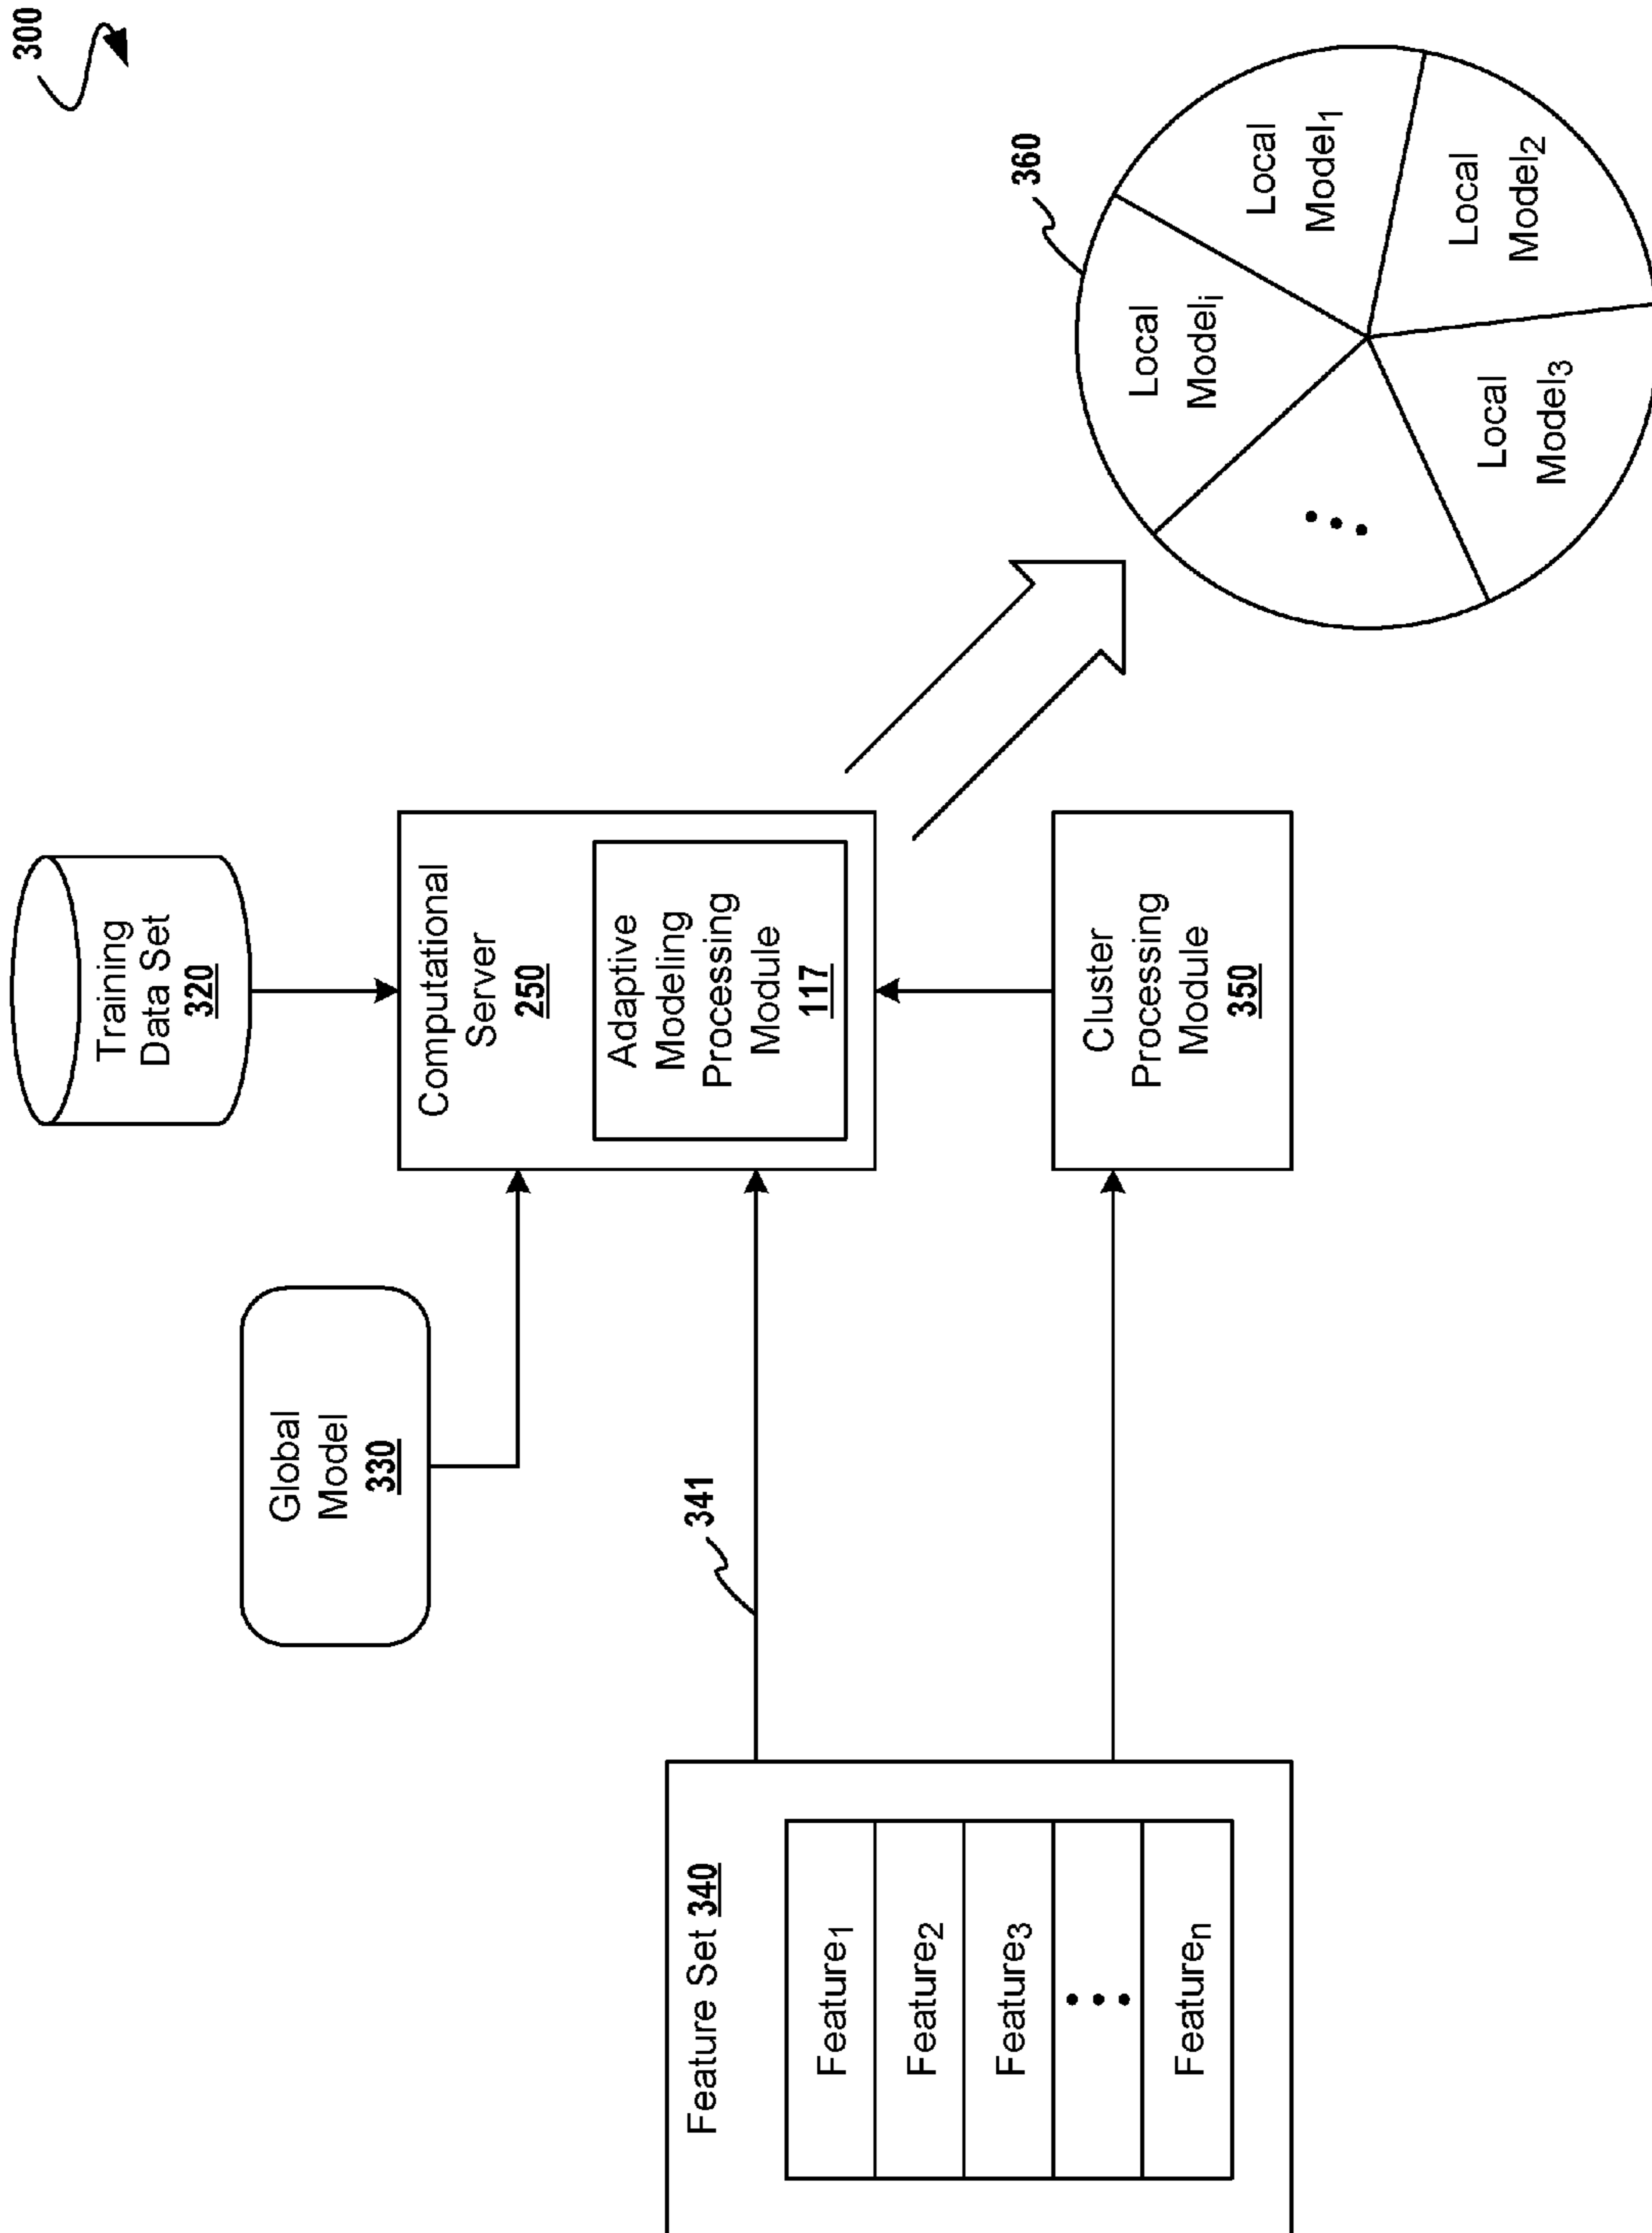 300
Training
Data Set
320
Global
Model
330
Computational
Server
250
Adaptive
Modeling
Processing
Module
117
341
Feature Set 340
Feature1
Feature2
Feature3
Featuren
Cluster
Processing
Module
350
360
Local
Modeli
Local
Model1
Local
Model2
Local
Model3